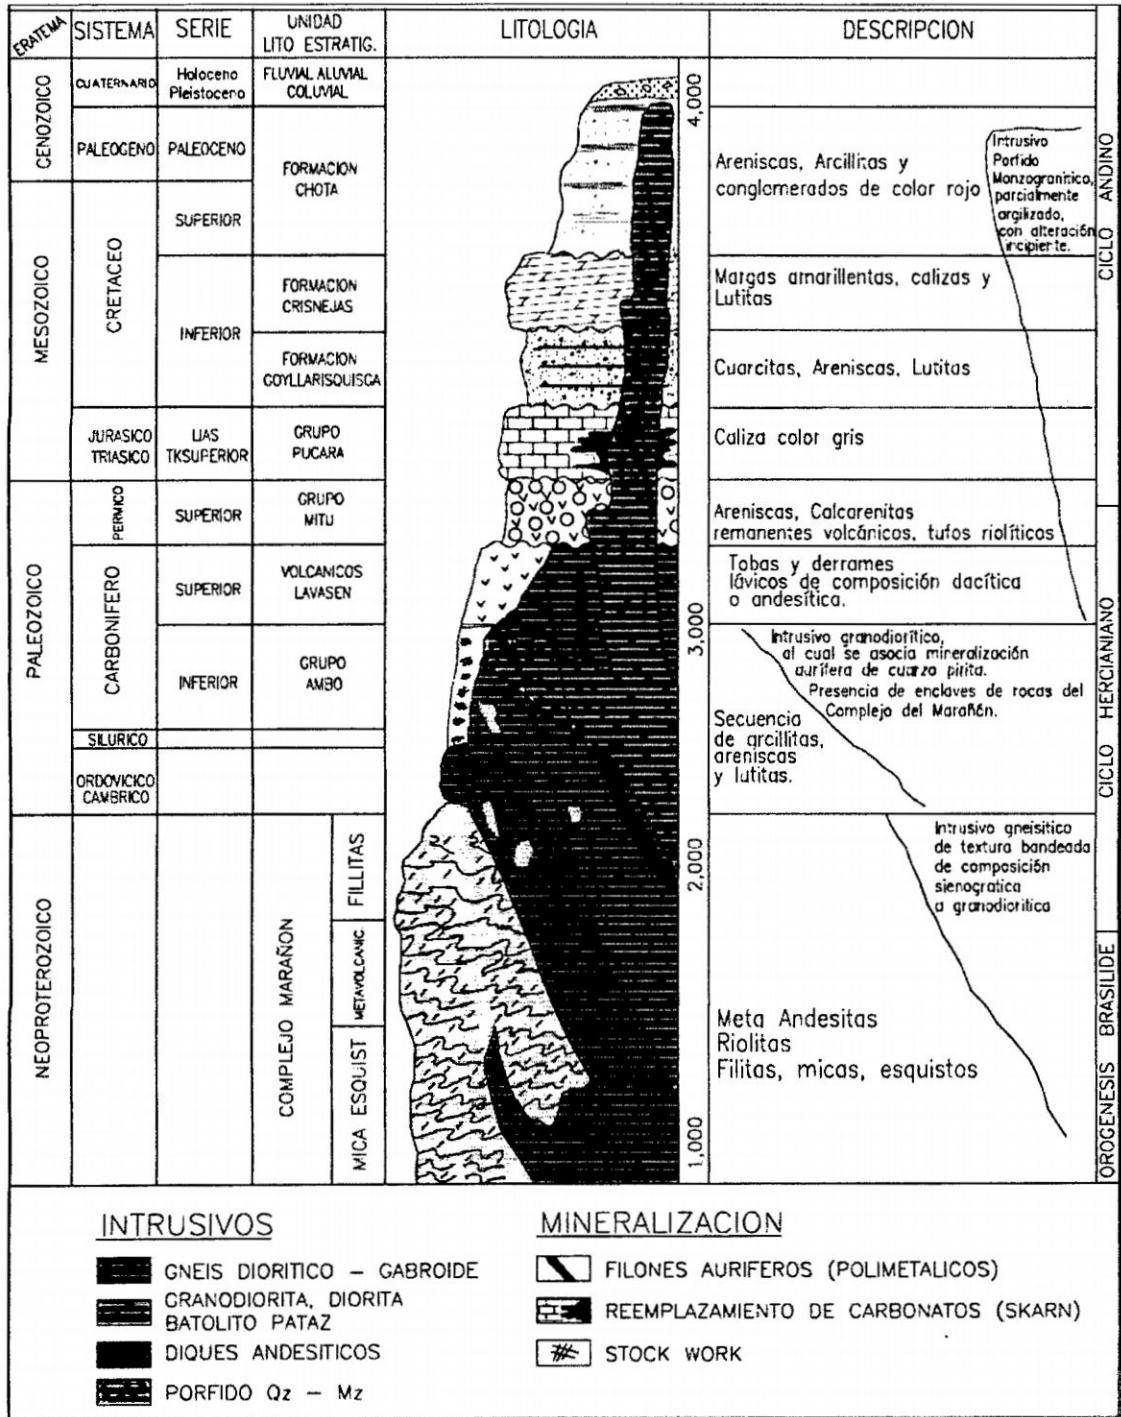 ERATEMA
SISTEMA
SERIE
UNIDAD
LITO ESTRATIG.
LITOLOGIA
DESCRIPCION
CENOZOICO
CUATERNARIO
Holoceno
Pleistoceno
FLUVIAL ALUVIAL
COLUVIAL
4,000
PALEOGENO
PALEOCENO
FORMACION
CHOTA
Areniscas, Arcillitas y
conglomerados de color rojo
Intrusivo
Porfido
Monzogranitico,
parcialmente
argilizado,
con alteración
incipiente.
CICLO ANDINO
MESOZOICO
CRETACEO
SUPERIOR
INFERIOR
FORMACION
CRISNEJAS
Margas amarillentas, calizas y
Lutitas
FORMACION
GOYLLARISQUISGA
Cuarcitas, Areniscas, Lutitas
JURASICO
TRIASICO
LIAS
TKSUPERIOR
GRUPO
PUCARA
Caliza color gris
PALEOZOICO
PERMICO
SUPERIOR
GRUPO
MITU
Areniscas, Calcarenitas
remanentes volcánicos, tufos riolíticos
CARBONIFERO
SUPERIOR
VOLCANICOS
LAVASEN
Tobas y derrames
lávicos de composición dacítica
o andesítica.
3,000
INFERIOR
GRUPO
AMBO
Intrusivo granodiorítico,
al cual se asocia mineralización
aurífera de cuarzo pirita.
Presencia de enclaves de rocas del
Complejo del Marañón.
Secuencia
de arcillitas,
areniscas
y lutitas.
CICLO HERCIANIANO
SILURICO
ORDOVICICO
CAMBRICO
NEOPROTEROZOICO
COMPLEJO MARAÑON
FILLITAS
METAVOLCANIC.
MICA ESQUIST
2,000
1,000
Intrusivo gneisitico
de textura bandeada
de composición
sienogratica
a granodioritica
Meta Andesitas
Riolitas
Filitas, micas, esquistos
OROGENESIS BRASILIDE
INTRUSIVOS
GNEIS DIORITICO – GABROIDE
GRANODIORITA, DIORITA
BATOLITO PATAZ
DIQUES ANDESITICOS
PORFIDO Qz – Mz
MINERALIZACION
FILONES AURIFEROS (POLIMETALICOS)
REEMPLAZAMIENTO DE CARBONATOS (SKARN)
STOCK WORK